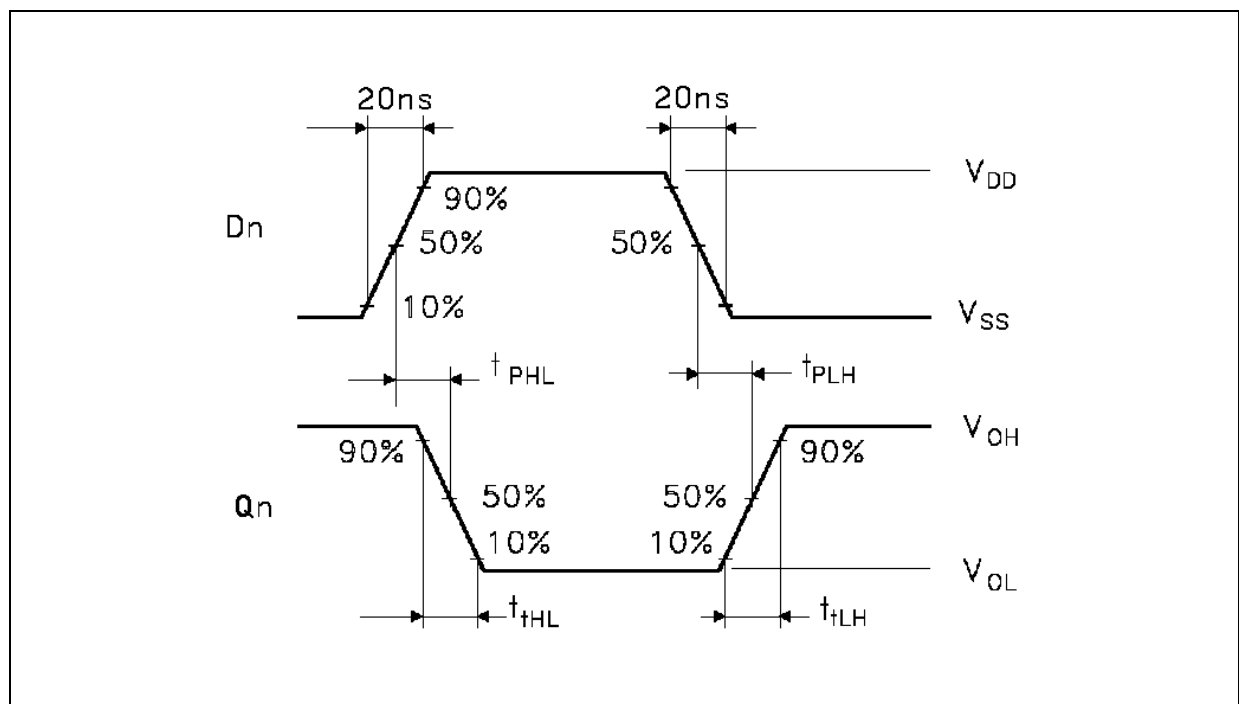 20ns 20ns
V_DD
90%
Dn
50% 50%
10%
V_SS
t_PHL t_PLH
V_OH
90% 90%
Qn
50% 50%
10% 10%
V_OL
t_tHL t_tLH